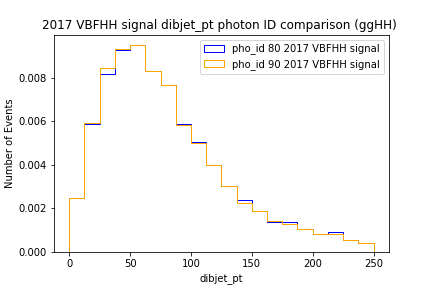 2017 VBFHH signal dibjet_pt photon ID comparison (ggHH)
pho_id 80 2017 VBFHH signal
pho_id 90 2017 VBFHH signal
Number of Events
0.008
0.006
0.004
0.002
0.000
0 50 100 150 200 250
dibjet_pt